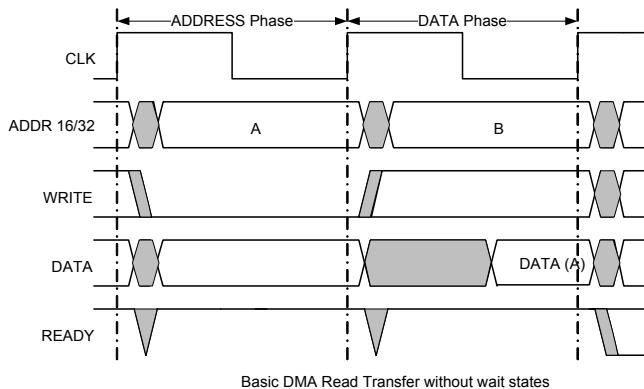 ADDRESS Phase DATA Phase
CLK
ADDR 16/32 A B
WRITE
DATA DATA (A)
READY
Basic DMA Read Transfer without wait states